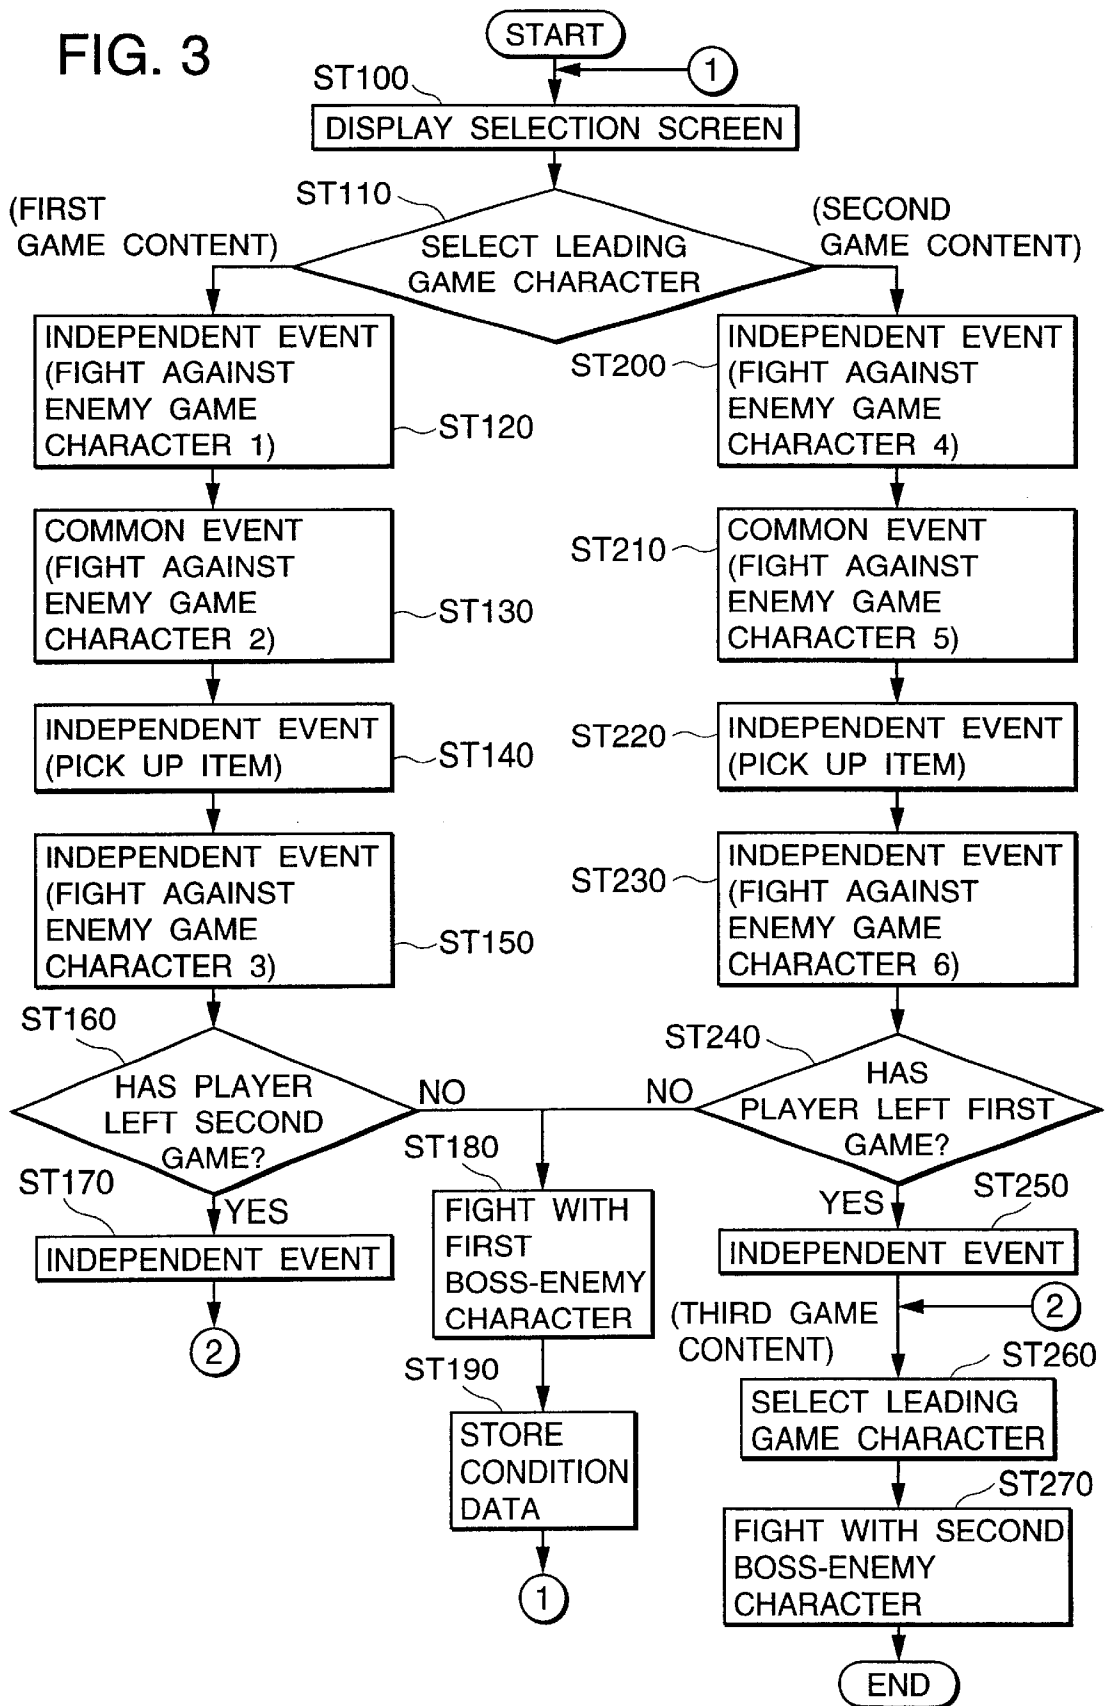 FIG. 3
START
1
ST100
DISPLAY SELECTION SCREEN
ST110
(FIRST
GAME CONTENT)
(SECOND
GAME CONTENT)
SELECT LEADING
GAME CHARACTER
INDEPENDENT EVENT
(FIGHT AGAINST
ENEMY GAME
CHARACTER 1)
ST120
COMMON EVENT
(FIGHT AGAINST
ENEMY GAME
CHARACTER 2)
ST130
INDEPENDENT EVENT
(PICK UP ITEM)
ST140
INDEPENDENT EVENT
(FIGHT AGAINST
ENEMY GAME
CHARACTER 3)
ST150
ST160
HAS PLAYER
LEFT SECOND
GAME?
NO
ST170
YES
INDEPENDENT EVENT
2
ST180
FIGHT WITH
FIRST
BOSS-ENEMY
CHARACTER
ST190
STORE
CONDITION
DATA
1
ST200
INDEPENDENT EVENT
(FIGHT AGAINST
ENEMY GAME
CHARACTER 4)
ST210
COMMON EVENT
(FIGHT AGAINST
ENEMY GAME
CHARACTER 5)
ST220
INDEPENDENT EVENT
(PICK UP ITEM)
ST230
INDEPENDENT EVENT
(FIGHT AGAINST
ENEMY GAME
CHARACTER 6)
ST240
HAS
PLAYER LEFT FIRST
GAME?
NO
YES
ST250
INDEPENDENT EVENT
2
(THIRD GAME
CONTENT)
ST260
SELECT LEADING
GAME CHARACTER
ST270
FIGHT WITH SECOND
BOSS-ENEMY
CHARACTER
END